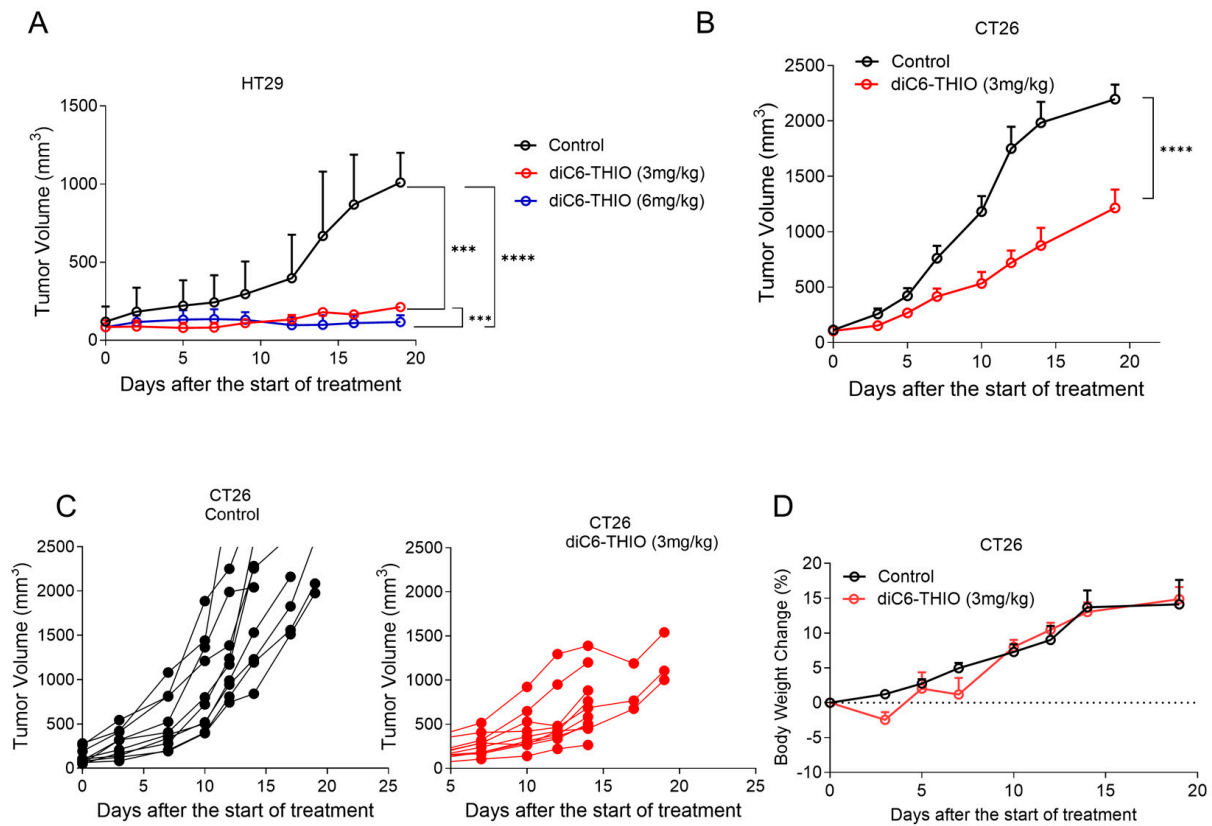 A
HT29
1500
1000
500
0
0
5
10
15
20
Tumor Volume (mm³)
Days after the start of treatment
Control
diC6-THIO (3mg/kg)
diC6-THIO (6mg/kg)
***
****
***
B
CT26
Control
diC6-THIO (3mg/kg)
2500
2000
1500
1000
500
0
0
5
10
15
20
Tumor Volume (mm³)
Days after the start of treatment
****
C
CT26
Control
2500
2000
1500
1000
500
0
0
5
10
15
20
25
Tumor Volume (mm³)
Days after the start of treatment
CT26
diC6-THIO (3mg/kg)
2500
2000
1500
1000
500
0
5
10
15
20
25
Tumor Volume (mm³)
Days after the start of treatment
D
CT26
Control
diC6-THIO (3mg/kg)
20
15
10
5
0
-5
-10
0
5
10
15
20
Body Weight Change (%)
Days after the start of treatment